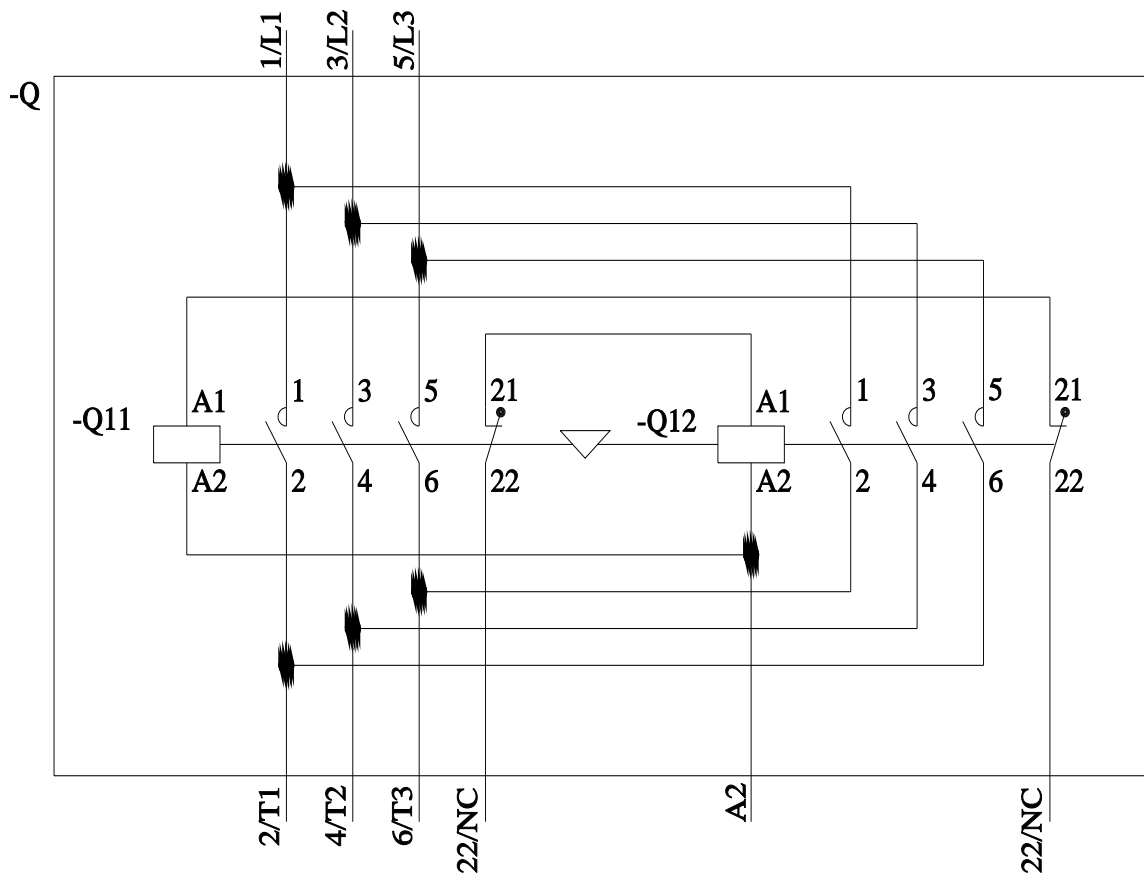 1/L1 3/L2 5/L3
-Q
1 3 5 21 1 3 5 21
-Q11 A1 -Q12 A1
A2 2 4 6 22 A2 2 4 6 22
2/T1 4/T2 6/T3 22/NC A2 22/NC